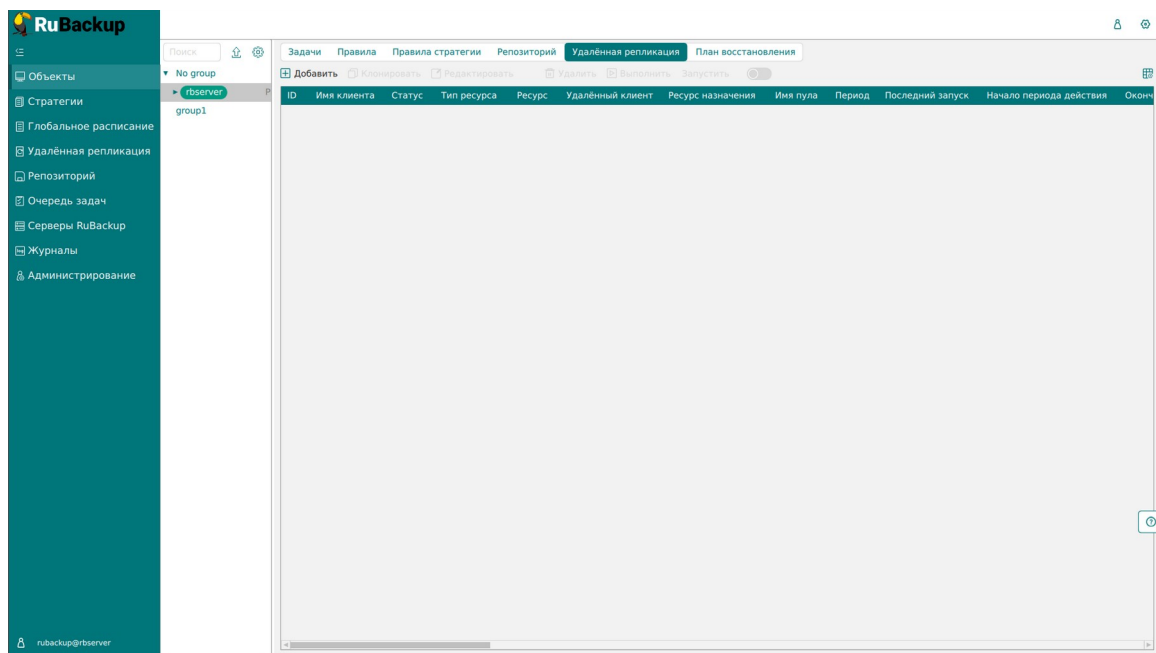 RuBackup
Объекты
Стратегии
Глобальное расписание
Удалённая репликация
Репозиторий
Очередь задач
Серверы RuBackup
Журналы
Администрирование
rubackup@rbserver
Поиск
No group
rbserver
group1
Задачи Правила Правила стратегии Репозиторий Удалённая репликация План восстановления
Добавить Клонировать Редактировать Удалить Выполнить Запустить
ID Имя клиента Статус Тип ресурса Ресурс Удалённый клиент Ресурс назначения Имя пула Период Последний запуск Начало периода действия